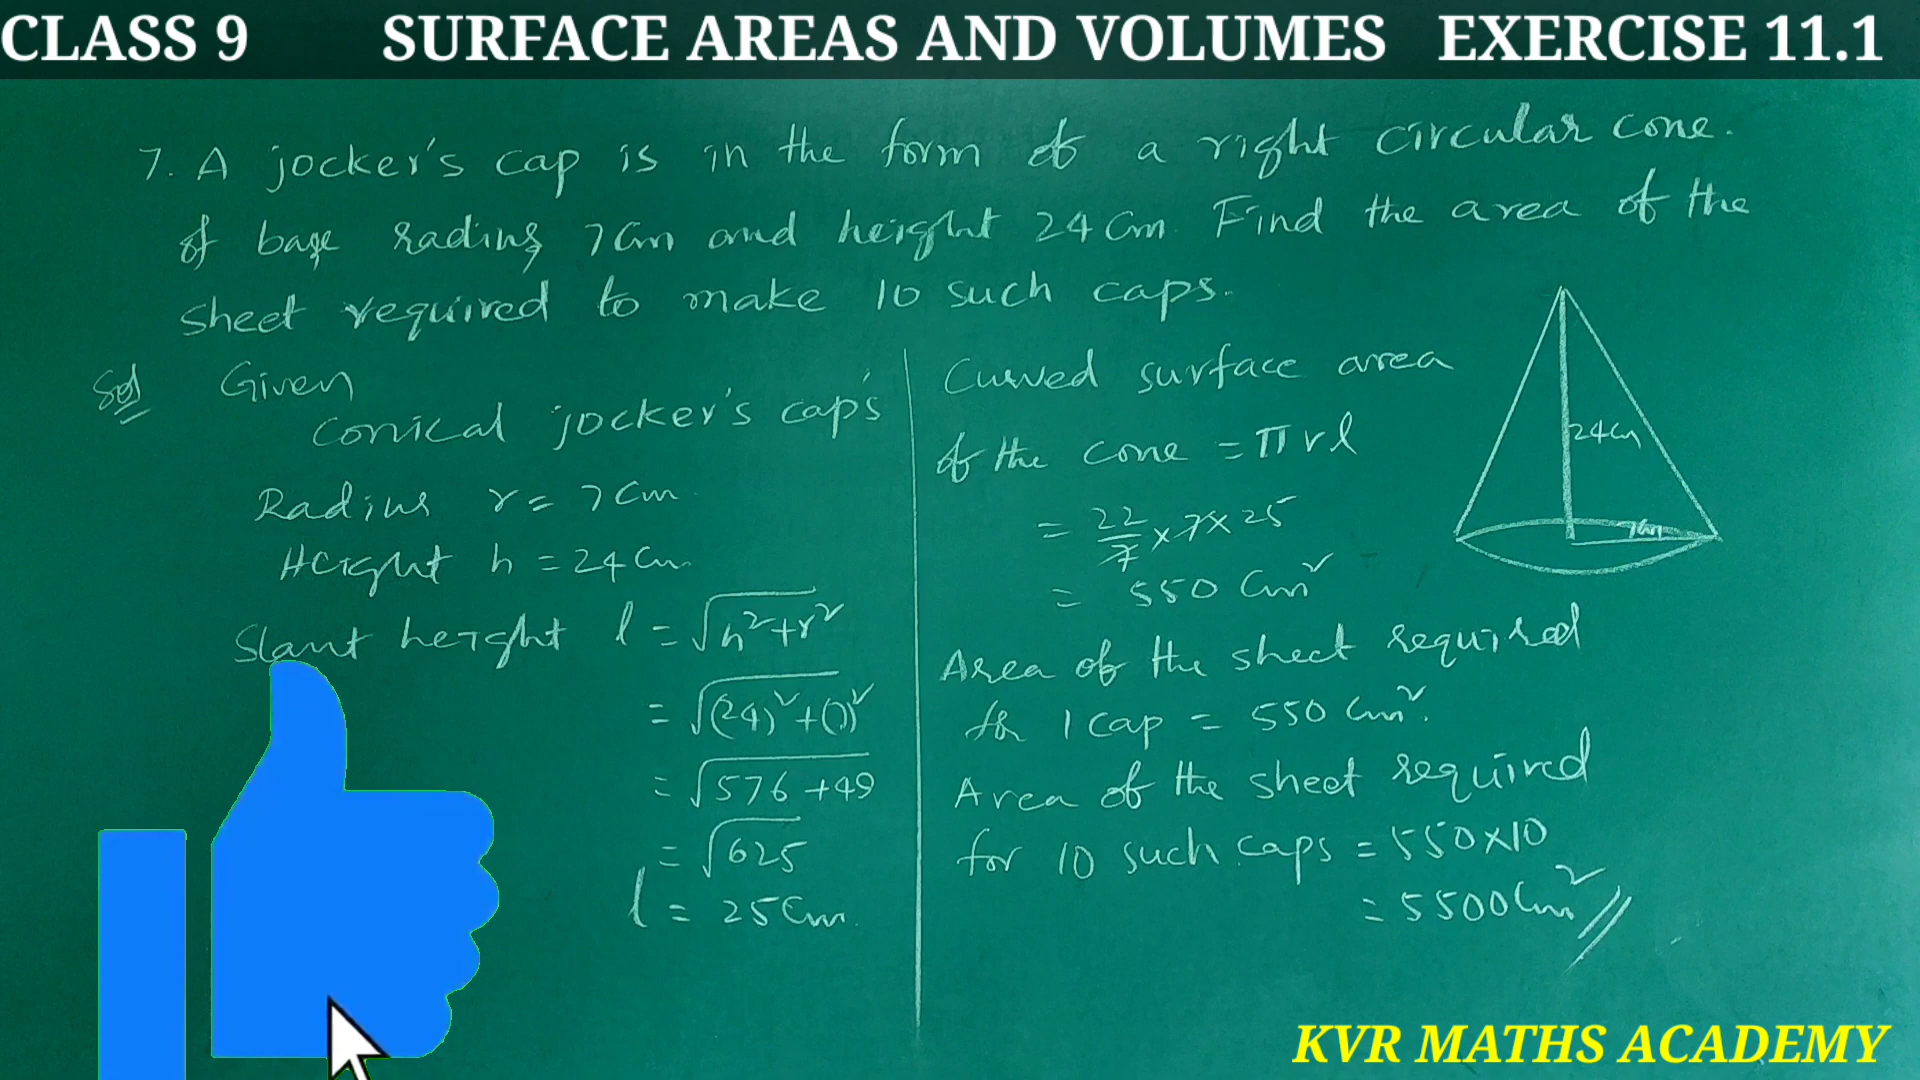 CLASS 9 SURFACE AREAS AND VOLUMES EXERCISE 11.1
7. A jocker's cap is in the form of a right circular cone.
of base radius 7cm and height 24cm. Find the area of the
sheet required to make 10 such caps.
Sol Given
Conical jocker's cap's
Radius r = 7cm.
Height h = 24cm.
Slant height l = √h²+r²
= √(24)²+(7)²
= √576+49
= √625
l = 25cm.
Curved surface area
of the cone = πrl
= 22/7 × 7 × 25
= 550 cm²
Area of the sheet required
for 1 cap = 550 cm².
Area of the sheet required
for 10 such caps = 550×10
= 5500cm²//
24cm
7cm
KVR MATHS ACADEMY